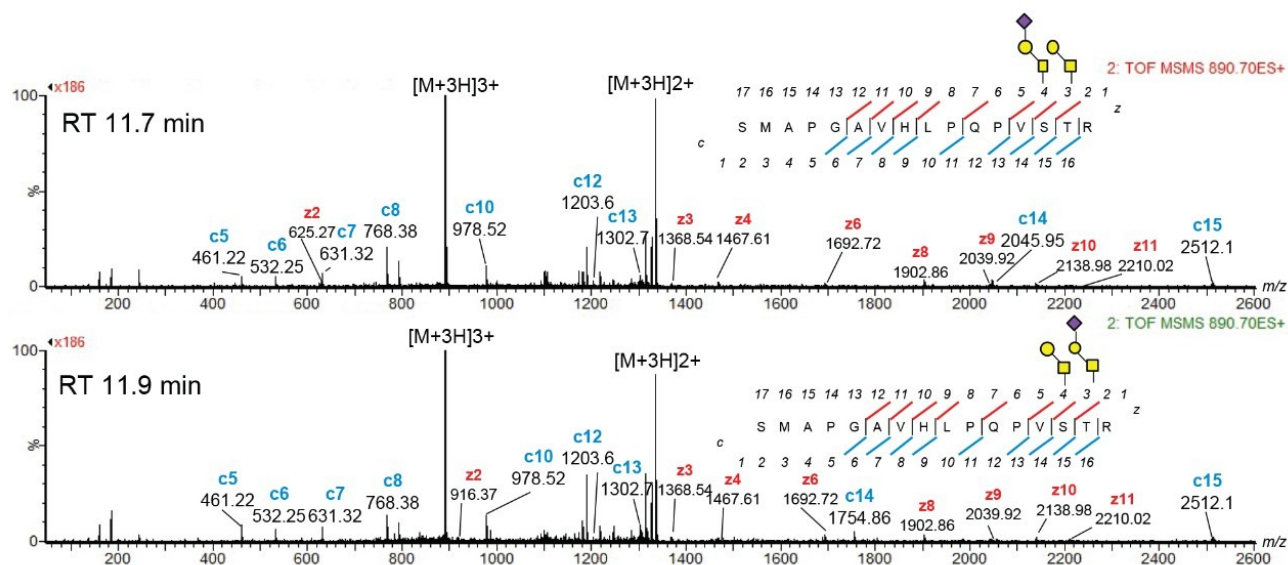 x186
100
%
0
RT 11.7 min
[M+3H]3+
[M+3H]2+
2: TOF MSMS 890.70ES+
17 16 15 14 13 12 11 10 9 8 7 6 5 4 3 2 1
z
S M A P G A V H L P Q P V S T R
c
1 2 3 4 5 6 7 8 9 10 11 12 13 14 15 16
c5
461.22
c6
532.25
z2
625.27
c7
631.32
c8
768.38
c10
978.52
c12
1203.6
c13
1302.7
z3
1368.54
z4
1467.61
z6
1692.72
z8
1902.86
z9
2039.92
c14
2045.95
z10
2138.98
z11
2210.02
c15
2512.1
200 400 600 800 1000 1200 1400 1600 1800 2000 2200 2400 2600 m/z
x186
100
%
0
RT 11.9 min
[M+3H]3+
[M+3H]2+
2: TOF MSMS 890.70ES+
17 16 15 14 13 12 11 10 9 8 7 6 5 4 3 2 1
z
S M A P G A V H L P Q P V S T R
c
1 2 3 4 5 6 7 8 9 10 11 12 13 14 15 16
c5
461.22
c6
532.25
c7
631.32
c8
768.38
z2
916.37
c10
978.52
c12
1203.6
c13
1302.7
z3
1368.54
z4
1467.61
z6
1692.72
c14
1754.86
z8
1902.86
z9
2039.92
z10
2138.98
z11
2210.02
c15
2512.1
200 400 600 800 1000 1200 1400 1600 1800 2000 2200 2400 2600 m/z